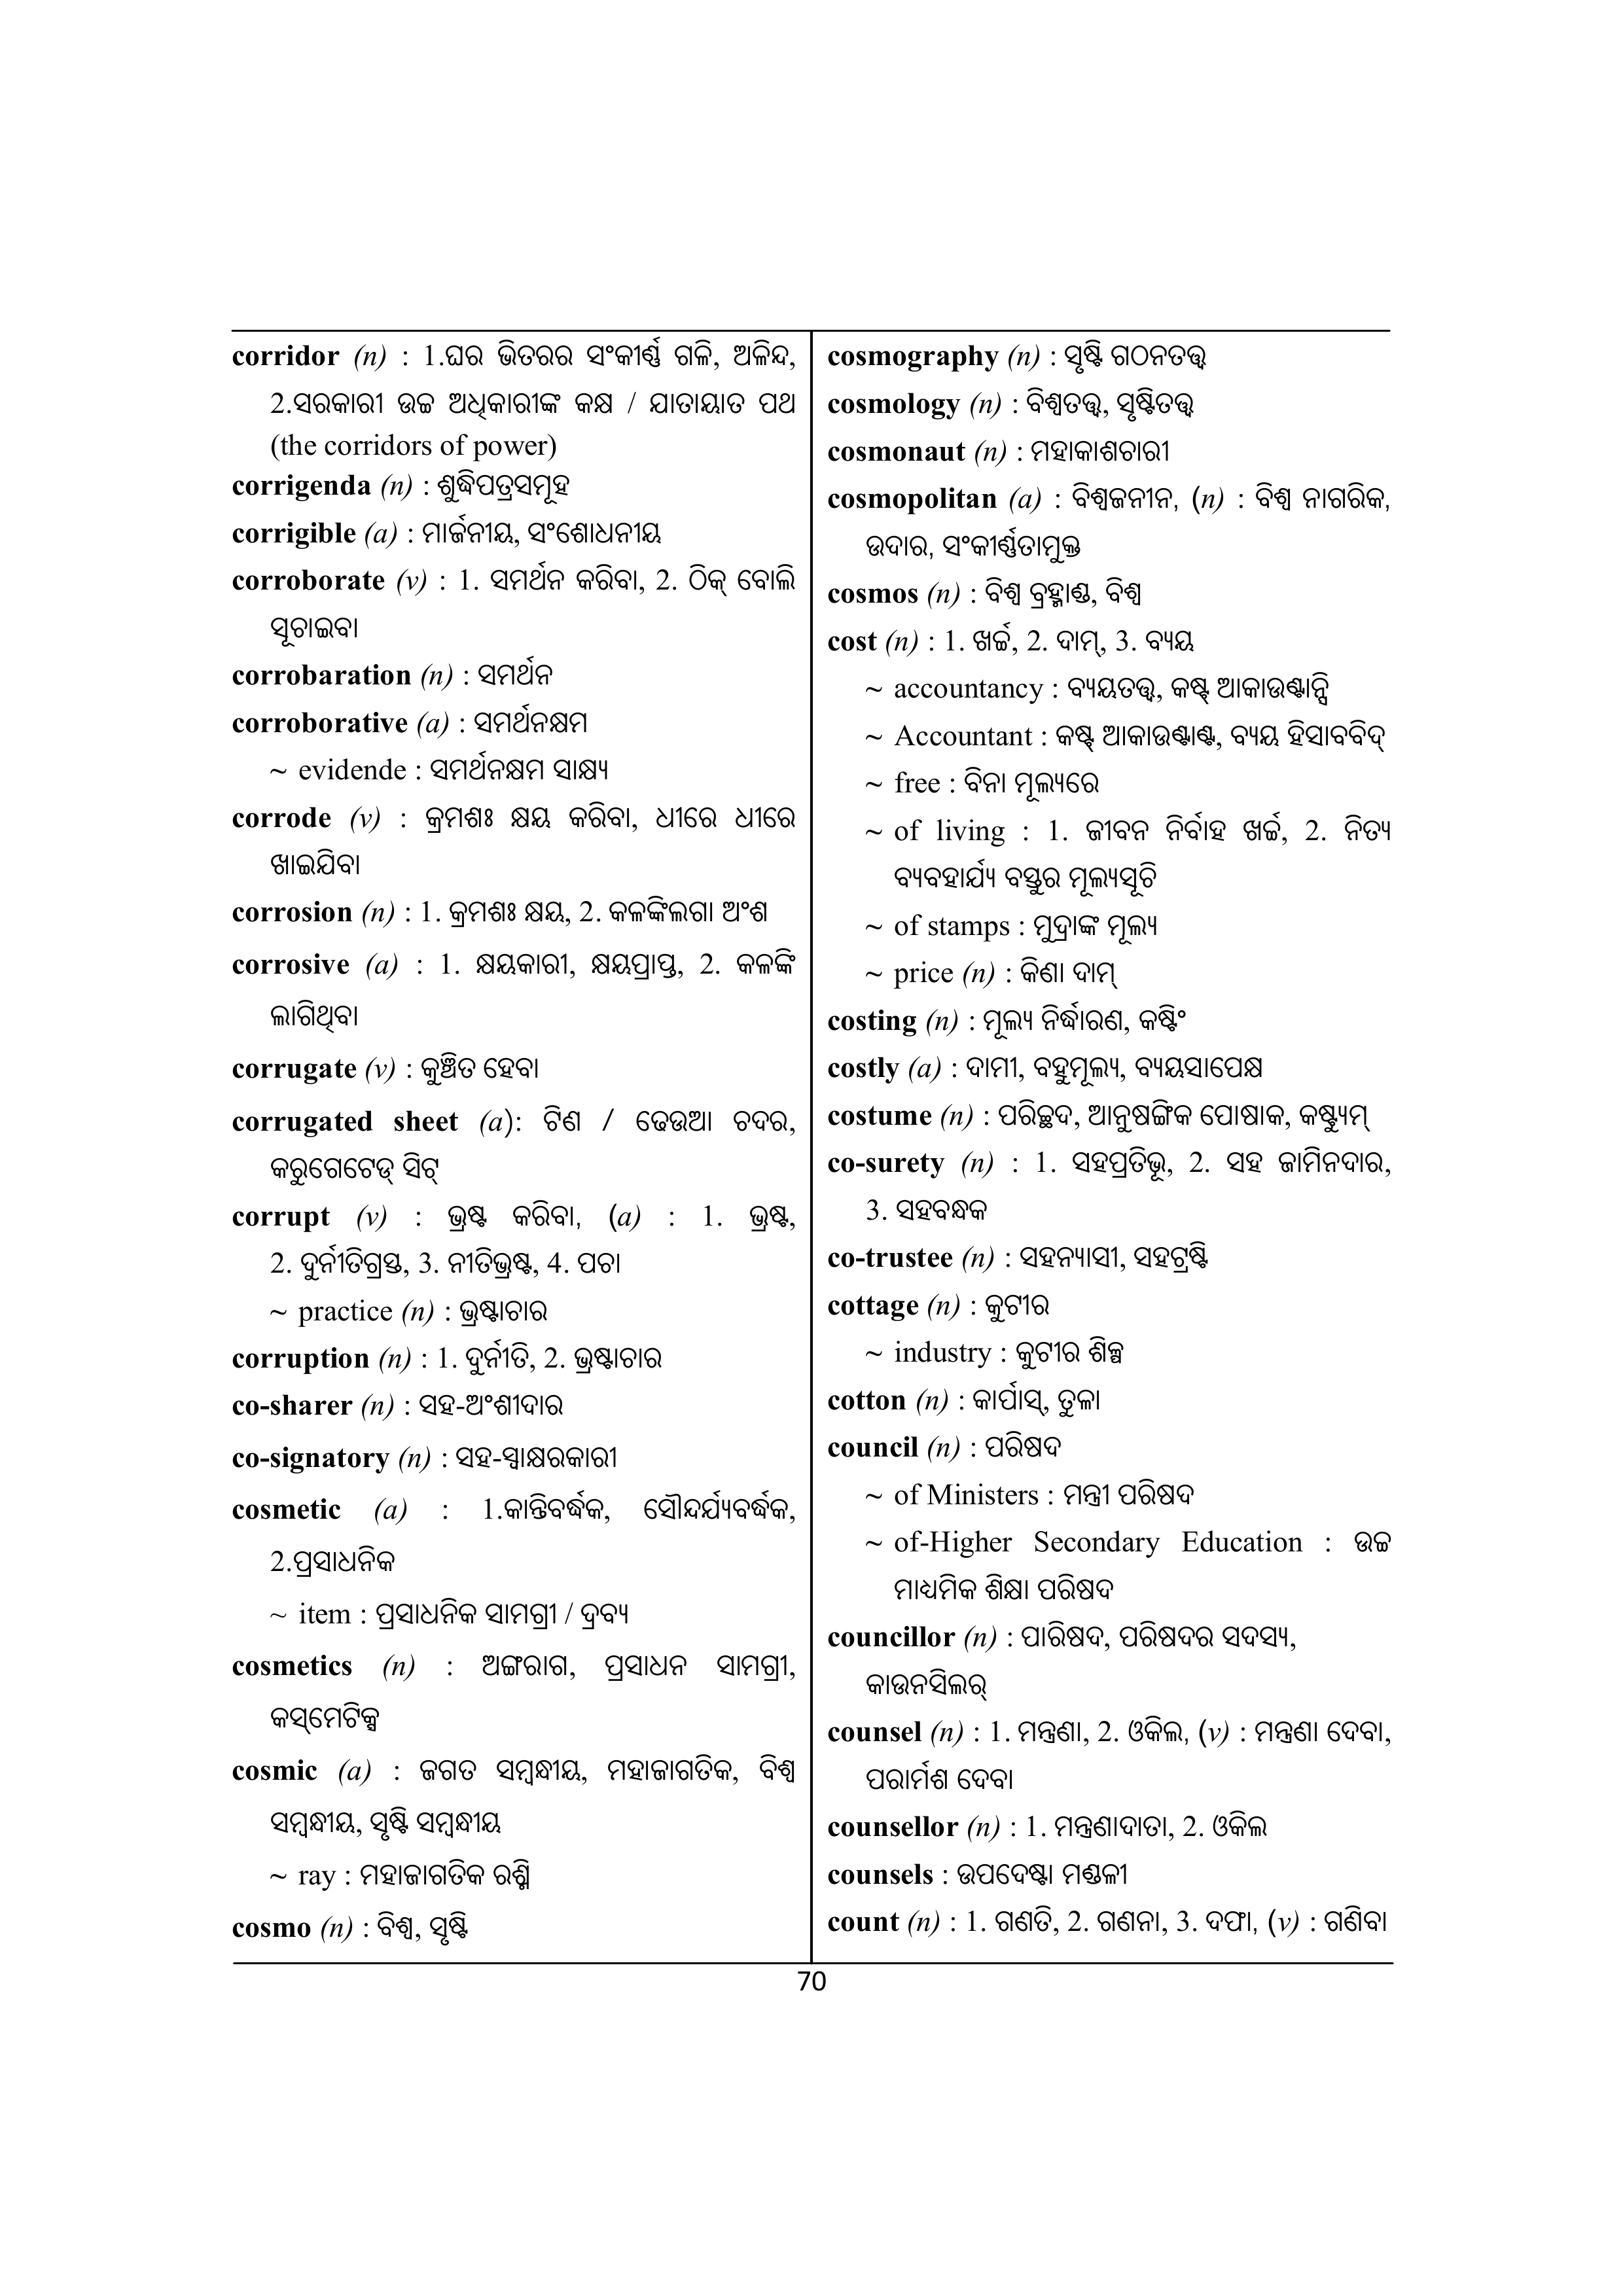 corridor (n) : 1.ଘର ଭିତରର ସଂକୀର୍ଣ୍ଣ ଗଳି, ଅଳିନ୍ଦ,
2.ସରକାରୀ ଉଚ୍ଚ ଅଧିକାରୀଙ୍କ କକ୍ଷ / ଯାତାୟାତ ପଥ
(the corridors of power)
corrigenda (n) : ଶୁଦ୍ଧିପତ୍ରସମୂହ
corrigible (a) : ମାର୍ଜନୀୟ, ସଂଶୋଧନୀୟ
corroborate (v) : 1. ସମର୍ଥନ କରିବା, 2. ଠିକ୍ ବୋଲି
ସୂଚାଇବା
corrobaration (n) : ସମର୍ଥନ
corroborative (a) : ସମର୍ଥନକ୍ଷମ
~ evidende : ସମର୍ଥନକ୍ଷମ ସାକ୍ଷ୍ୟ
corrode (v) : କ୍ରମଶଃ କ୍ଷୟ କରିବା, ଧୀରେ ଧୀରେ
ଖାଇଯିବା
corrosion (n) : 1. କ୍ରମଶଃ କ୍ଷୟ, 2. କଳଙ୍କିଲଗା ଅଂଶ
corrosive (a) : 1. କ୍ଷୟକାରୀ, କ୍ଷୟପ୍ରାପ୍ତ, 2. କଳଙ୍କି
ଲାଗିଥିବା
corrugate (v) : କୁଞ୍ଚିତ ହେବା
corrugated sheet (a): ଟିଣ / ଢେଉଆ ଚଦର,
କରୁଗେଟେଡ୍ ସିଟ୍
corrupt (v) : ଭ୍ରଷ୍ଟ କରିବା, (a) : 1. ଭ୍ରଷ୍ଟ,
2. ଦୁର୍ନୀତିଗ୍ରସ୍ତ, 3. ନୀତିଭ୍ରଷ୍ଟ, 4. ପଚା
~ practice (n) : ଭ୍ରଷ୍ଟାଚାର
corruption (n) : 1. ଦୁର୍ନୀତି, 2. ଭ୍ରଷ୍ଟାଚାର
co-sharer (n) : ସହ-ଅଂଶୀଦାର
co-signatory (n) : ସହ-ସ୍ୱାକ୍ଷରକାରୀ
cosmetic (a) : 1.କାନ୍ତିବର୍ଦ୍ଧକ, ସୌନ୍ଦର୍ଯ୍ୟବର୍ଦ୍ଧକ,
2.ପ୍ରସାଧନିକ
~ item : ପ୍ରସାଧନିକ ସାମଗ୍ରୀ / ଦ୍ରବ୍ୟ
cosmetics (n) : ଅଙ୍ଗରାଗ, ପ୍ରସାଧନ ସାମଗ୍ରୀ,
କସ୍‌ମେଟିକ୍ସ
cosmic (a) : ଜଗତ ସମ୍ବନ୍ଧୀୟ, ମହାଜାଗତିକ, ବିଶ୍ୱ
ସମ୍ବନ୍ଧୀୟ, ସୃଷ୍ଟି ସମ୍ବନ୍ଧୀୟ
~ ray : ମହାଜାଗତିକ ରଶ୍ମି
cosmo (n) : ବିଶ୍ୱ, ସୃଷ୍ଟି
cosmography (n) : ସୃଷ୍ଟି ଗଠନତତ୍ତ୍ୱ
cosmology (n) : ବିଶ୍ୱତତ୍ତ୍ୱ, ସୃଷ୍ଟିତତ୍ତ୍ୱ
cosmonaut (n) : ମହାକାଶଚାରୀ
cosmopolitan (a) : ବିଶ୍ୱଜନୀନ, (n) : ବିଶ୍ୱ ନାଗରିକ,
ଉଦାର, ସଂକୀର୍ଣ୍ଣତାମୁକ୍ତ
cosmos (n) : ବିଶ୍ୱ ବ୍ରହ୍ମାଣ୍ଡ, ବିଶ୍ୱ
cost (n) : 1. ଖର୍ଚ୍ଚ, 2. ଦାମ୍, 3. ବ୍ୟୟ
~ accountancy : ବ୍ୟୟତତ୍ତ୍ୱ, କଷ୍ଟ୍ ଆକାଉଣ୍ଟାନ୍ସି
~ Accountant : କଷ୍ଟ୍ ଆକାଉଣ୍ଟାଣ୍ଟ, ବ୍ୟୟ ହିସାବବିଦ୍
~ free : ବିନା ମୂଲ୍ୟରେ
~ of living : 1. ଜୀବନ ନିର୍ବାହ ଖର୍ଚ୍ଚ, 2. ନିତ୍ୟ
ବ୍ୟବହାର୍ଯ୍ୟ ବସ୍ତୁର ମୂଲ୍ୟସୂଚି
~ of stamps : ମୁଦ୍ରାଙ୍କ ମୂଲ୍ୟ
~ price (n) : କିଣା ଦାମ୍
costing (n) : ମୂଲ୍ୟ ନିର୍ଦ୍ଧାରଣ, କଷ୍ଟିଂ
costly (a) : ଦାମୀ, ବହୁମୂଲ୍ୟ, ବ୍ୟୟସାପେକ୍ଷ
costume (n) : ପରିଚ୍ଛଦ, ଆନୁଷଙ୍ଗିକ ପୋଷାକ, କଷ୍ଟ୍ୟୁମ୍
co-surety (n) : 1. ସହପ୍ରତିଭୂ, 2. ସହ ଜାମିନଦାର,
3. ସହବନ୍ଧକ
co-trustee (n) : ସହନ୍ୟାସୀ, ସହଟ୍ରଷ୍ଟି
cottage (n) : କୁଟୀର
~ industry : କୁଟୀର ଶିଳ୍ପ
cotton (n) : କାର୍ପାସ୍, ତୁଳା
council (n) : ପରିଷଦ
~ of Ministers : ମନ୍ତ୍ରୀ ପରିଷଦ
~ of-Higher Secondary Education : ଉଚ୍ଚ
ମାଧ୍ୟମିକ ଶିକ୍ଷା ପରିଷଦ
councillor (n) : ପାରିଷଦ, ପରିଷଦର ସଦସ୍ୟ,
କାଉନସିଲର୍
counsel (n) : 1. ମନ୍ତ୍ରଣା, 2. ଓକିଲ, (v) : ମନ୍ତ୍ରଣା ଦେବା,
ପରାର୍ମଶ ଦେବା
counsellor (n) : 1. ମନ୍ତ୍ରଣାଦାତା, 2. ଓକିଲ
counsels : ଉପଦେଷ୍ଟା ମଣ୍ଡଳୀ
count (n) : 1. ଗଣତି, 2. ଗଣନା, 3. ଦଫା, (v) : ଗଣିବା
70